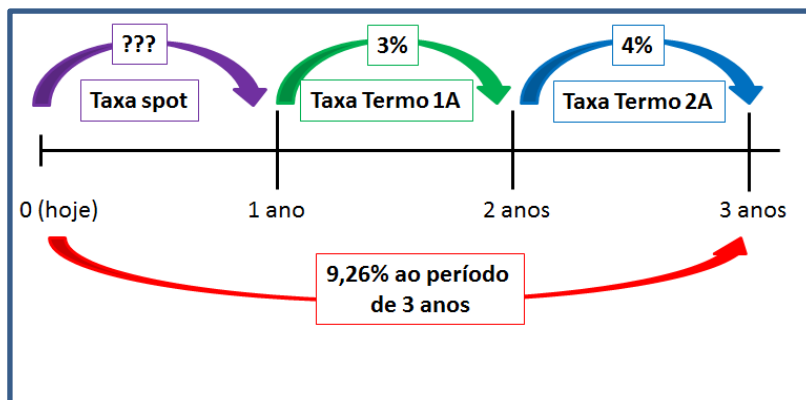 ???
3%
4%
Taxa spot
Taxa Termo 1A
Taxa Termo 2A
0 (hoje)
1 ano
2 anos
3 anos
9,26% ao período
de 3 anos